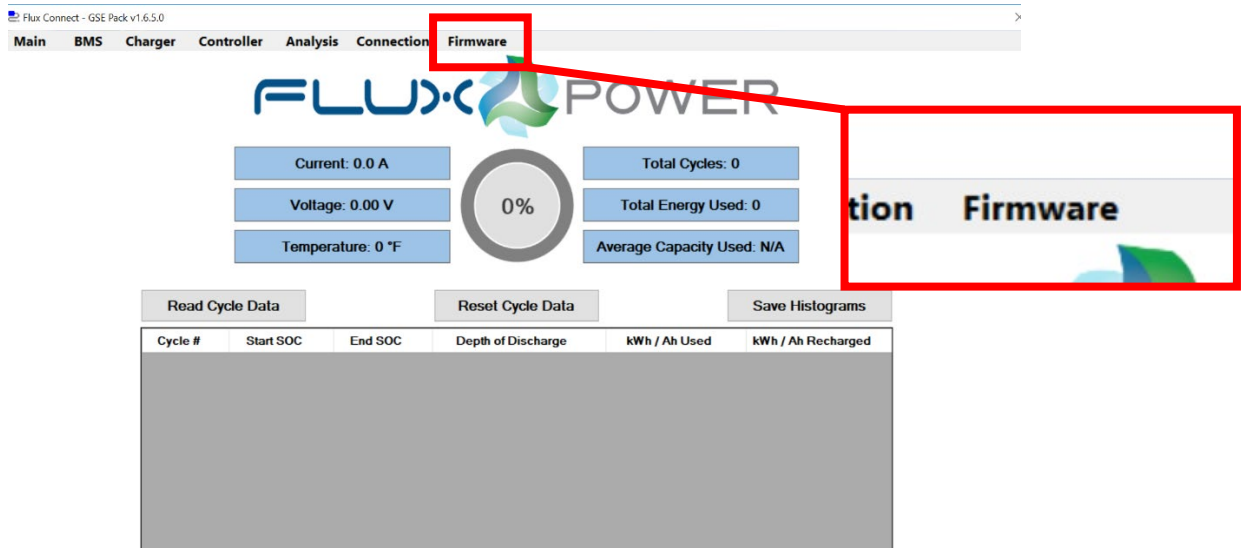 Flux Connect - GSE Pack v1.6.5.0
Main BMS Charger Controller Analysis Connection Firmware
FLUX POWER
Current: 0.0 A
Voltage: 0.00 V
Temperature: 0 °F
0%
Total Cycles: 0
Total Energy Used: 0
Average Capacity Used: N/A
tion Firmware
Read Cycle Data Reset Cycle Data Save Histograms
Cycle # Start SOC End SOC Depth of Discharge kWh / Ah Used kWh / Ah Recharged